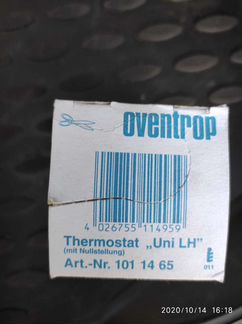 oventrop
4 026755 114959
Thermostat „Uni LH"
(mit Nullstellung)
Art.-Nr. 101 14 65
011
2020/10/14 16:18